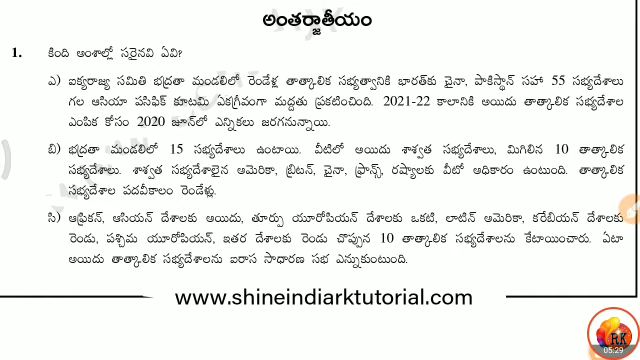 అంతర్జాతీయం
1. కింది అంశాల్లో సరైనవి ఏవి?
ఎ) ఐక్యరాజ్య సమితి భద్రతా మండలిలో రెండేళ్ల తాత్కాలిక సభ్యత్వానికి భారత్‌కు చైనా, పాకిస్థాన్ సహా 55 సభ్యదేశాలు
గల ఆసియా పసిఫిక్ కూటమి ఏకగ్రీవంగా మద్దతు ప్రకటించింది. 2021-22 కాలానికి అయిదు తాత్కాలిక సభ్యదేశాల
ఎంపిక కోసం 2020 జూన్‌లో ఎన్నికలు జరగనున్నాయి.
బి) భద్రతా మండలిలో 15 సభ్యదేశాలు ఉంటాయి. వీటిలో అయిదు శాశ్వత సభ్యదేశాలు, మిగిలిన 10 తాత్కాలిక
సభ్యదేశాలు. శాశ్వత సభ్యదేశాలైన అమెరికా, బ్రిటన్, చైనా, ఫ్రాన్స్, రష్యాలకు వీటో అధికారం ఉంటుంది. తాత్కాలిక
సభ్యదేశాల పదవీకాలం రెండేళ్లు.
సి) ఆఫ్రికన్, ఆసియన్ దేశాలకు అయిదు, తూర్పు యూరోపియన్ దేశాలకు ఒకటి, లాటిన్ అమెరికా, కరేబియన్ దేశాలకు
రెండు, పశ్చిమ యూరోపియన్, ఇతర దేశాలకు రెండు చొప్పున 10 తాత్కాలిక సభ్యదేశాలను కేటాయించారు. ఏటా
అయిదు తాత్కాలిక సభ్యదేశాలను ఐరాస సాధారణ సభ ఎన్నుకుంటుంది.
www.shineindiarktutorial.com
RK
05:29